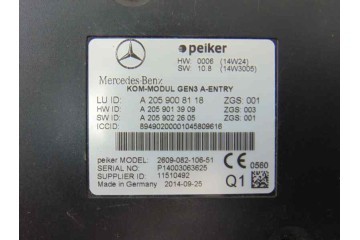 peiker
HW: 0006 (14W24)
SW: 10.8 (14W3005)
Mercedes-Benz
KOM-MODUL GEN3 A-ENTRY
LU ID: A 205 900 81 18 ZGS: 001
HW ID: A 205 901 39 09 ZGS: 003
SW ID: A 205 902 26 05 ZGS: 001
ICCID: 89490200001045809616
peiker MODEL: 2609-062-106-51
SERIAL NO: P14003063625
SUPPLIER ID: 11510492
Made in Germany 2014-09-25
CE 0560
Q1